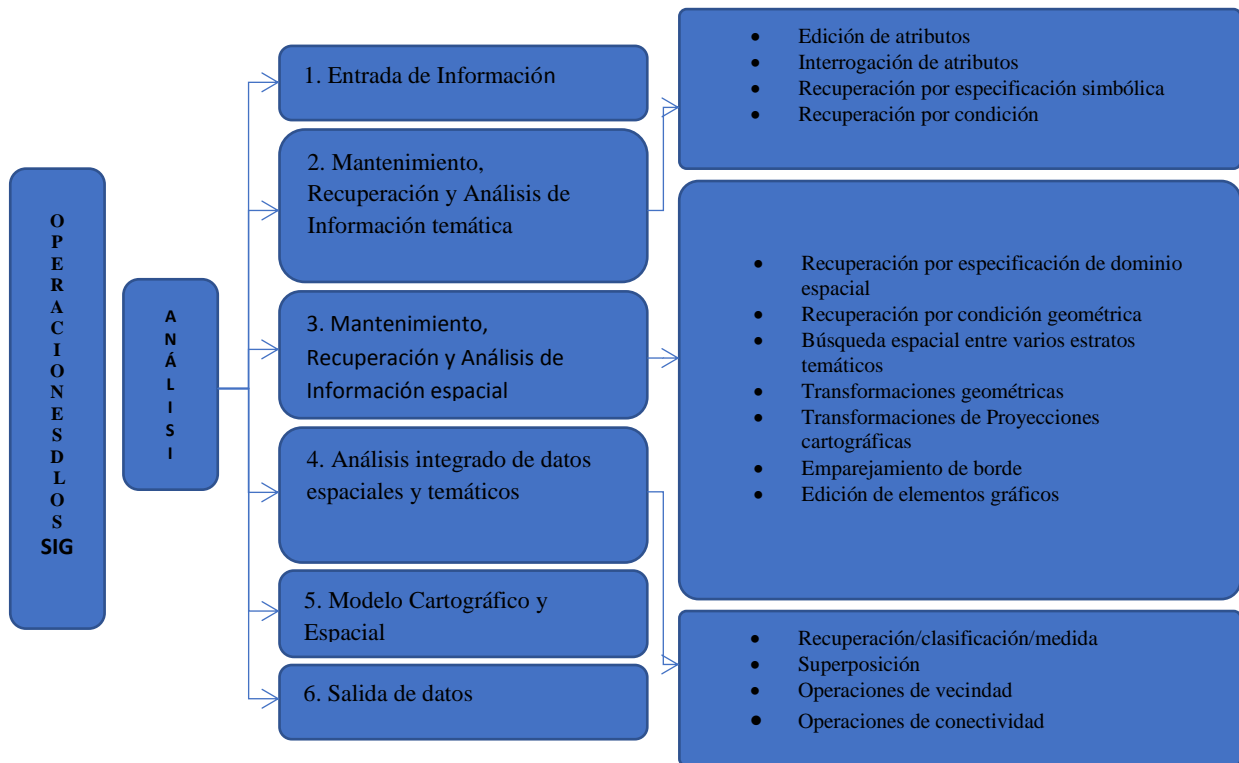 O
P
E
R
A
C
I
O
N
E
S
D
L
O
S
SIG
A
N
Á
L
I
S
I
1. Entrada de Información
2. Mantenimiento,
Recuperación y Análisis de
Información temática
3. Mantenimiento,
Recuperación y Análisis de
Información espacial
4. Análisis integrado de datos
espaciales y temáticos
5. Modelo Cartográfico y
Espacial
6. Salida de datos
• Edición de atributos
• Interrogación de atributos
• Recuperación por especificación simbólica
• Recuperación por condición
• Recuperación por especificación de dominio
espacial
• Recuperación por condición geométrica
• Búsqueda espacial entre varios estratos
temáticos
• Transformaciones geométricas
• Transformaciones de Proyecciones
cartográficas
• Emparejamiento de borde
• Edición de elementos gráficos
• Recuperación/clasificación/medida
• Superposición
• Operaciones de vecindad
• Operaciones de conectividad